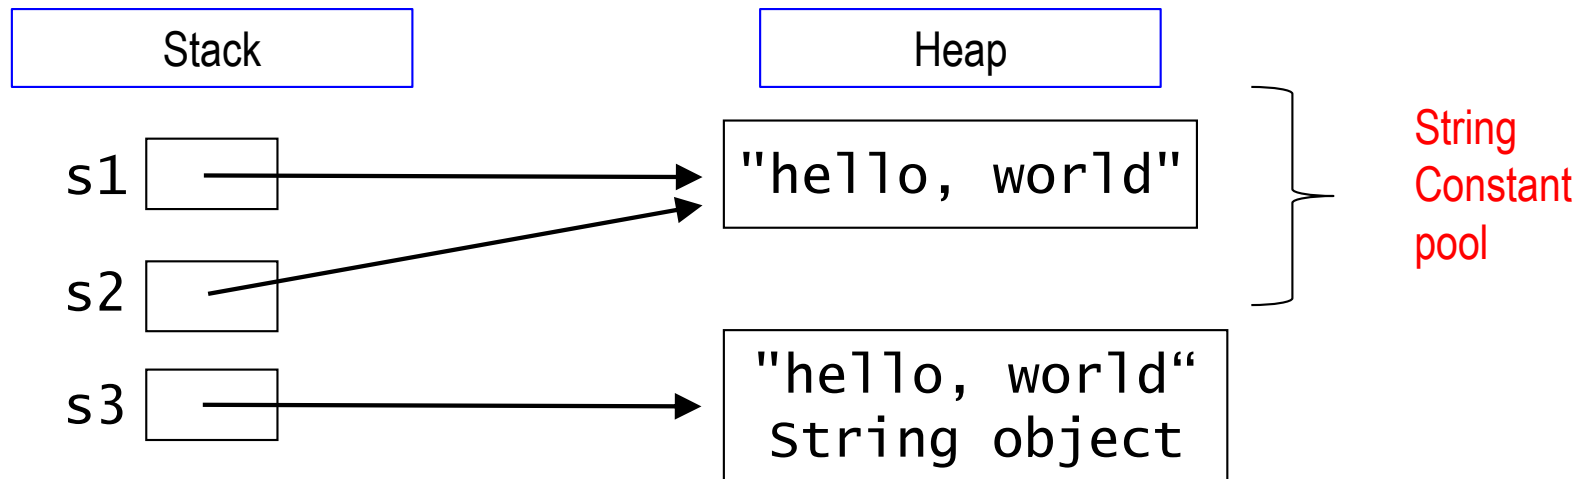 Stack
Heap
s1
"hello, world"
String
Constant
pool
s2
s3
"hello, world“
String object